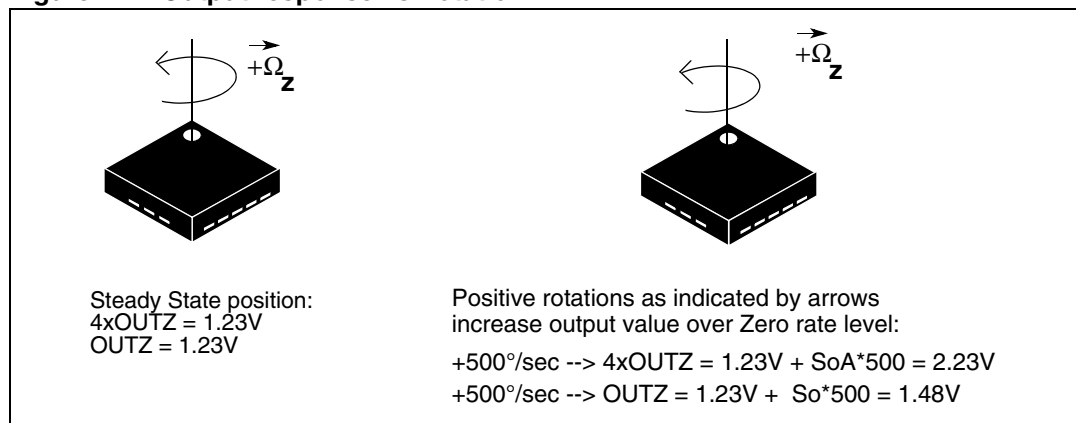 +Ω
z
+Ω
z
Steady State position:
4xOUTZ = 1.23V
OUTZ = 1.23V
Positive rotations as indicated by arrows
increase output value over Zero rate level:
+500°/sec --> 4xOUTZ = 1.23V + SoA*500 = 2.23V
+500°/sec --> OUTZ = 1.23V + So*500 = 1.48V